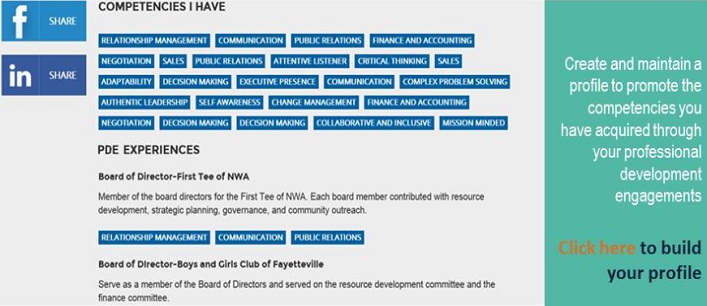 f SHARE
in SHARE
COMPETENCIES I HAVE
RELATIONSHIP MANAGEMENT COMMUNICATION PUBLIC RELATIONS FINANCE AND ACCOUNTING
NEGOTIATION SALES PUBLIC RELATIONS ATTENTIVE LISTENER CRITICAL THINKING SALES
ADAPTABILITY DECISION MAKING EXECUTIVE PRESENCE COMMUNICATION COMPLEX PROBLEM SOLVING
AUTHENTIC LEADERSHIP SELF AWARENESS CHANGE MANAGEMENT FINANCE AND ACCOUNTING
NEGOTIATION DECISION MAKING DECISION MAKING COLLABORATIVE AND INCLUSIVE MISSION MINDED
PDE EXPERIENCES
Board of Director-First Tee of NWA
Member of the board directors for the First Tee of NWA. Each board member contributed with resource
development, strategic planning, governance, and community outreach.
RELATIONSHIP MANAGEMENT COMMUNICATION PUBLIC RELATIONS
Board of Director-Boys and Girls Club of Fayetteville
Serve as a member of the Board of Directors and served on the resource development committee and the
finance committee.
Create and maintain a
profile to promote the
competencies you
have acquired through
your professional
development
engagements
Click here to build
your profile